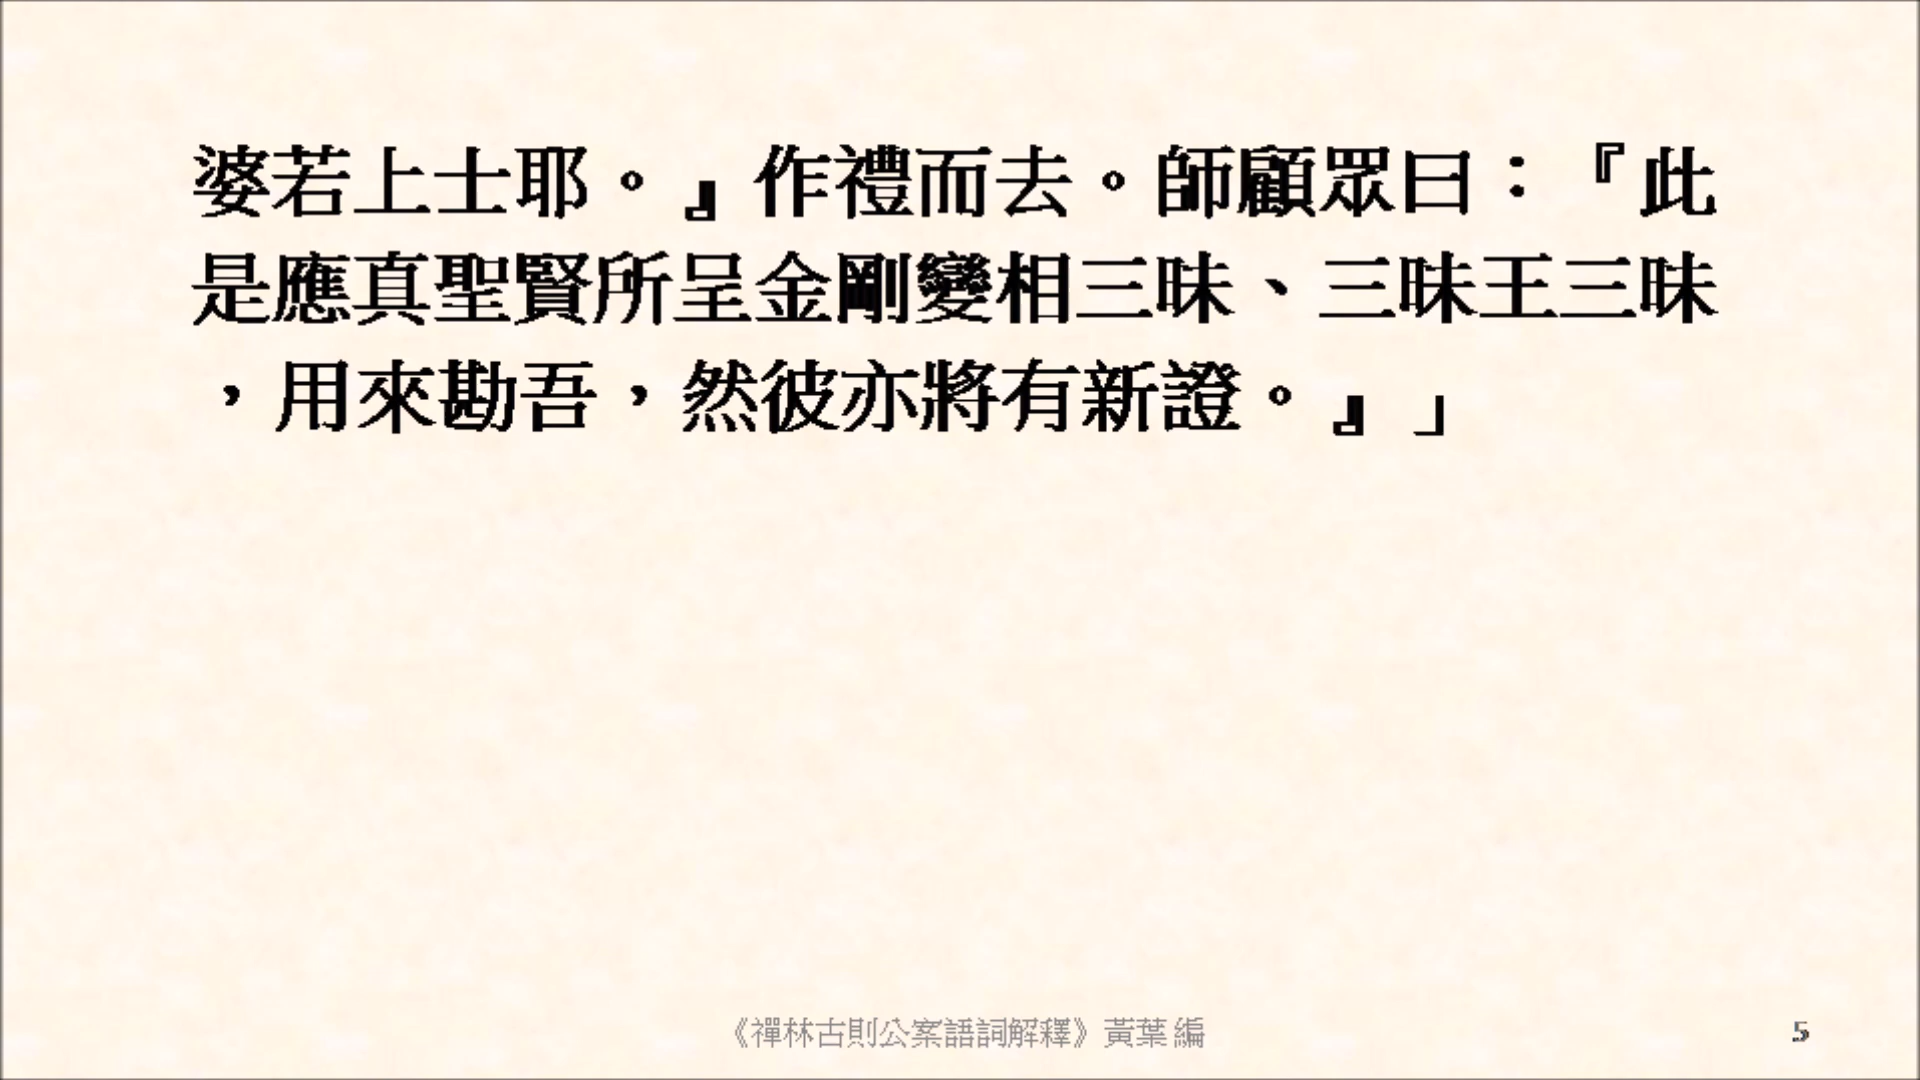 婆若上士耶。』作禮而去。師顧眾曰：『此
是應真聖賢所呈金剛變相三昧、三昧王三昧
，用來勘吾，然彼亦將有新證。』」
《禪林古則公案語詞解釋》黃葉 編
5